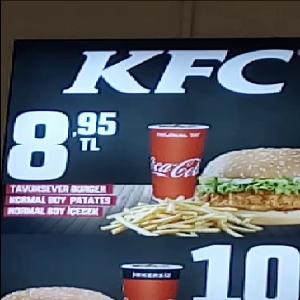 KFC
8,95 TL
TAVUKSEVER BURGER
NORMAL BOY PATATES
NORMAL BOY İÇECEK
Coca-Cola
10